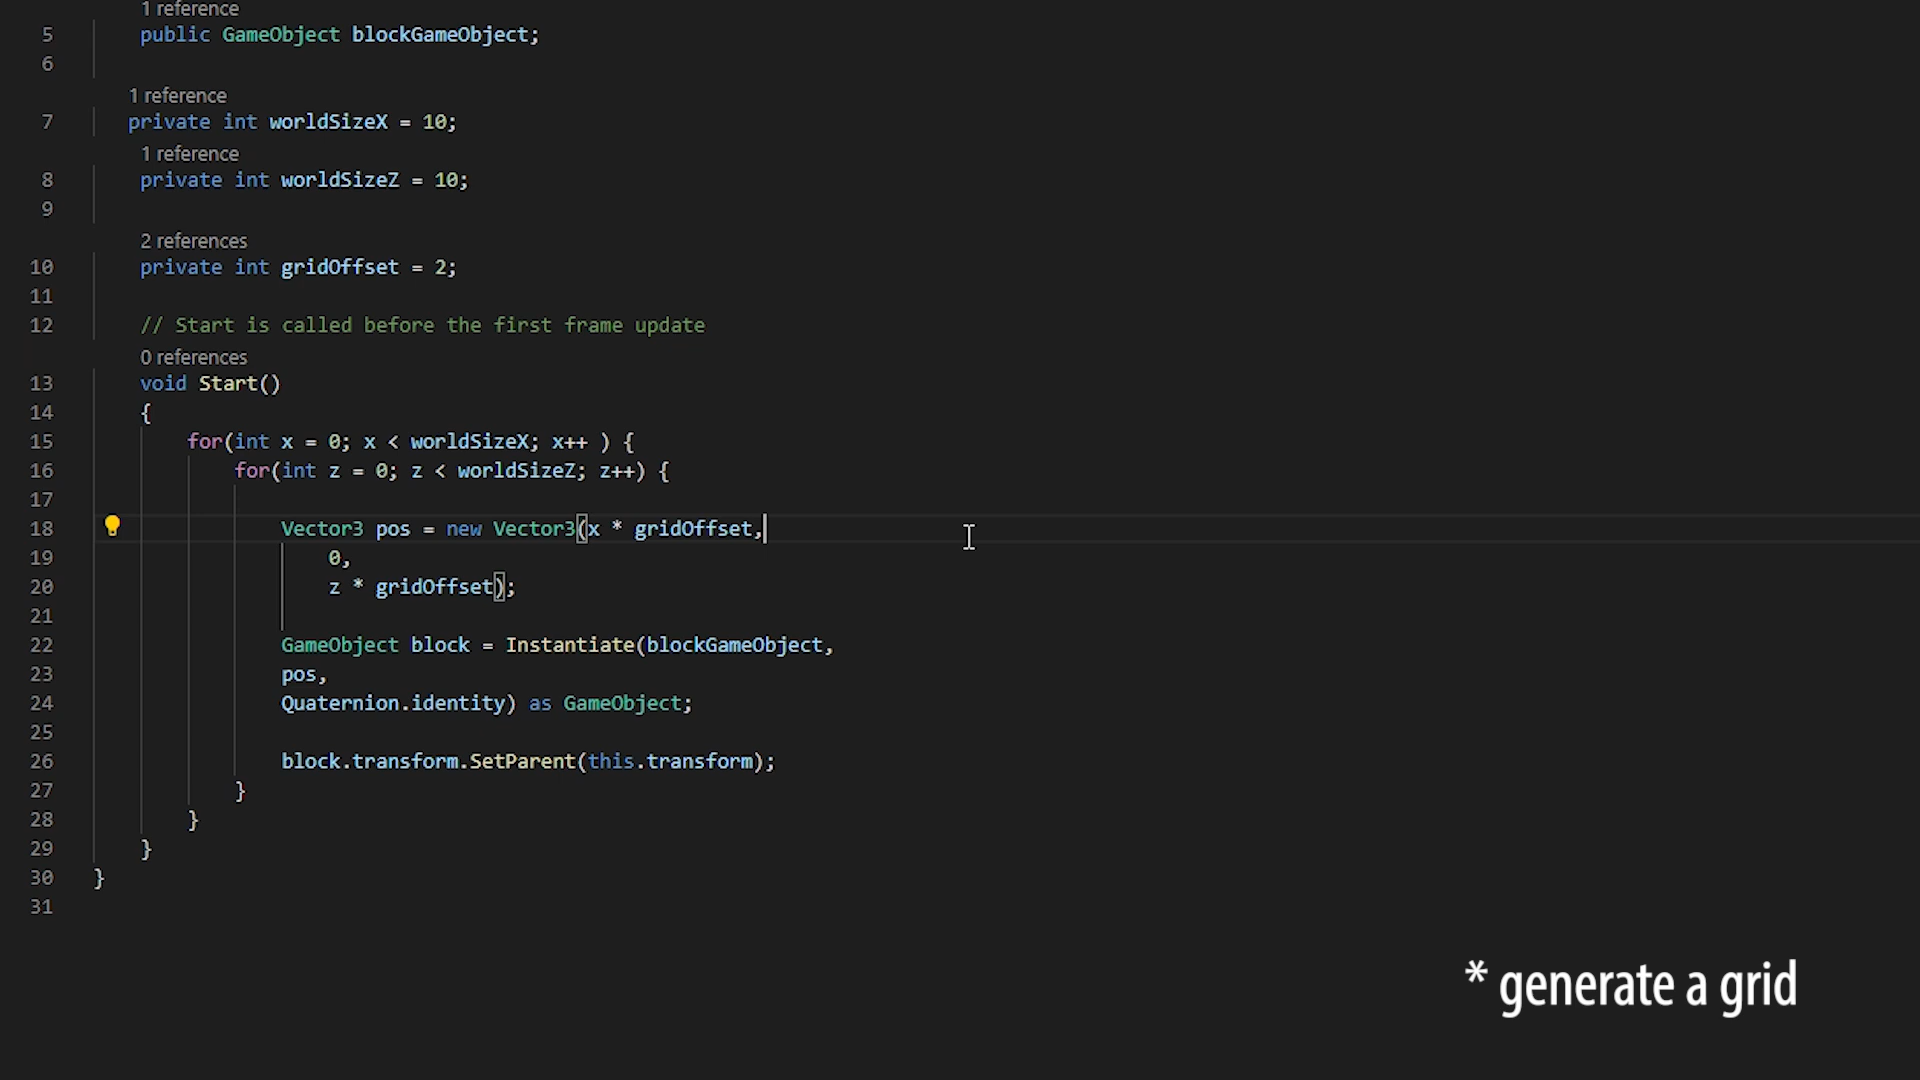 1 reference
5 public GameObject blockGameObject;
6
1 reference
7 private int worldSizeX = 10;
1 reference
8 private int worldSizeZ = 10;
9
2 references
10 private int gridOffset = 2;
11
12 // Start is called before the first frame update
0 references
13 void Start()
14 {
15 for(int x = 0; x < worldSizeX; x++ ) {
16 for(int z = 0; z < worldSizeZ; z++) {
17
18 Vector3 pos = new Vector3(x * gridOffset,
19 0,
20 z * gridOffset);
21
22 GameObject block = Instantiate(blockGameObject,
23 pos,
24 Quaternion.identity) as GameObject;
25
26 block.transform.SetParent(this.transform);
27 }
28 }
29 }
30 }
31
* generate a grid